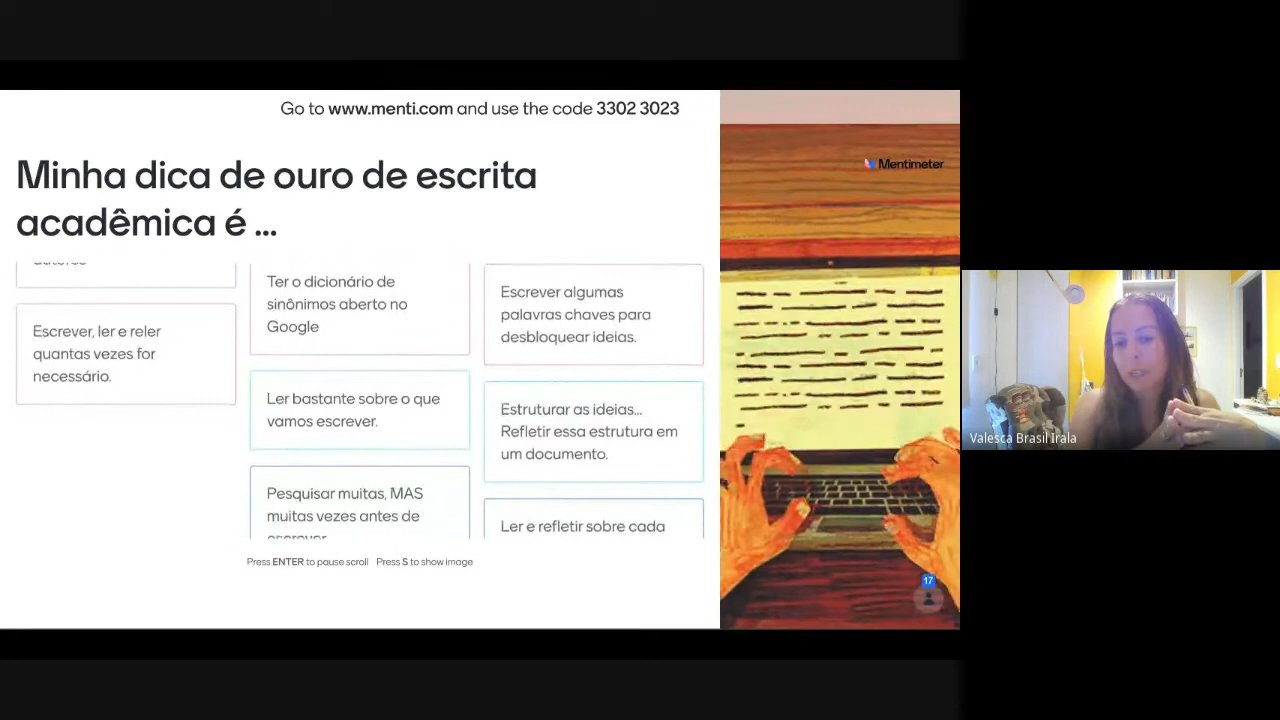 Go to www.menti.com and use the code 3302 3023
Mentimeter
Minha dica de ouro de escrita
acadêmica é ...
autores
Escrever, ler e reler
quantas vezes for
necessário.
Ter o dicionário de
sinônimos aberto no
Google
Ler bastante sobre o que
vamos escrever.
Pesquisar muitas, MAS
muitas vezes antes de
escrever
Escrever algumas
palavras chaves para
desbloquear ideias.
Estruturar as ideias...
Refletir essa estrutura em
um documento.
Ler e refletir sobre cada
Press ENTER to pause scroll Press S to show image
17
Valesca Brasil Irala